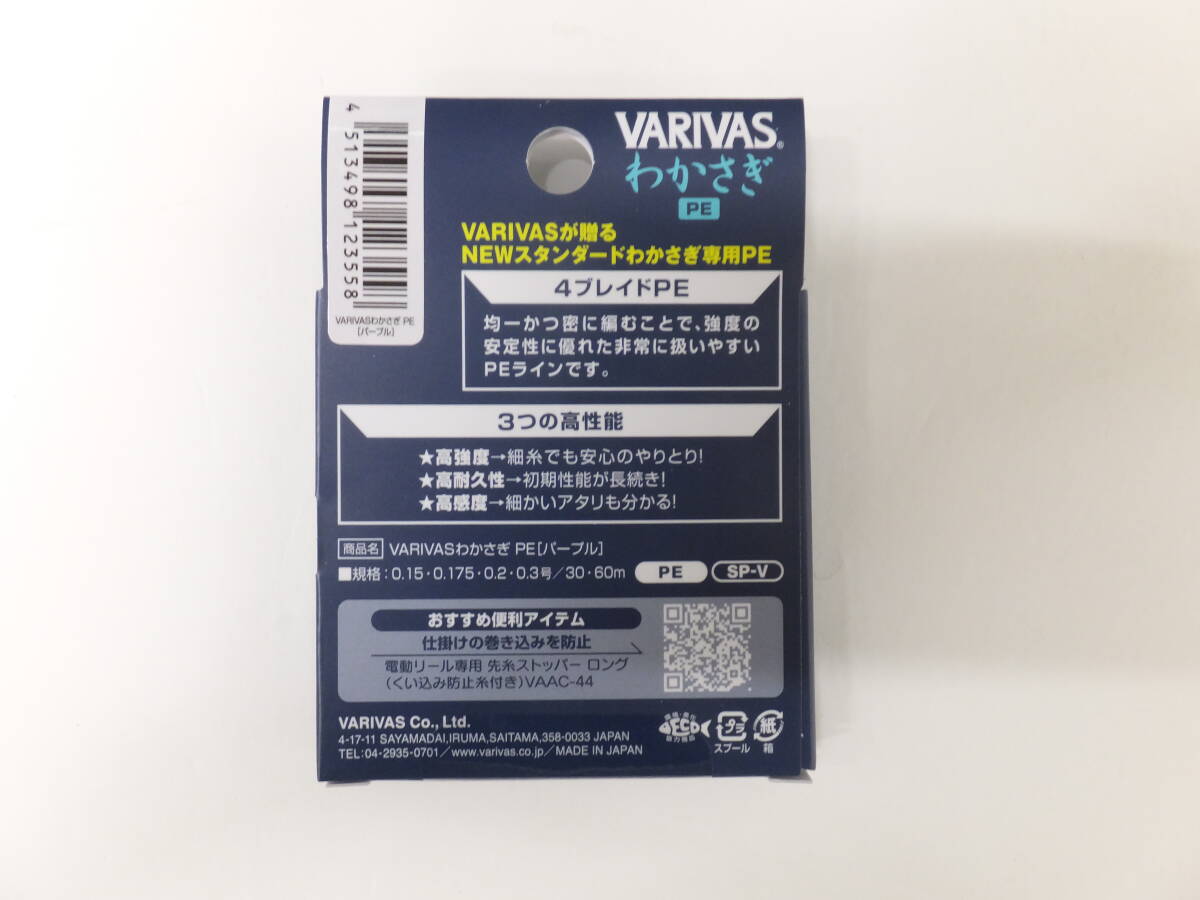 4 513498 123558
VARIVASわかさぎ PE
[パープル]
VARIVAS®
わかさぎ
PE
VARIVASが贈る
NEWスタンダードわかさぎ専用PE
4ブレイドPE
均一かつ密に編むことで、強度の
安定性に優れた非常に扱いやすい
PEラインです。
3つの高性能
★高強度→細糸でも安心のやりとり!
★高耐久性→初期性能が長続き!
★高感度→細かいアタリも分かる!
商品名 VARIVASわかさぎ PE[パープル]
■規格:0.15・0.175・0.2・0.3号/30・60m PE SP-V
おすすめ便利アイテム
仕掛けの巻き込みを防止
電動リール専用 先糸ストッパー ロング
(くい込み防止糸付き)VAAC-44
VARIVAS Co., Ltd.
4-17-11 SAYAMADAI,IRUMA,SAITAMA,358-0033 JAPAN
TEL:04-2935-0701/www.varivas.co.jp/MADE IN JAPAN
ECO
プラ
スプール
紙
箱